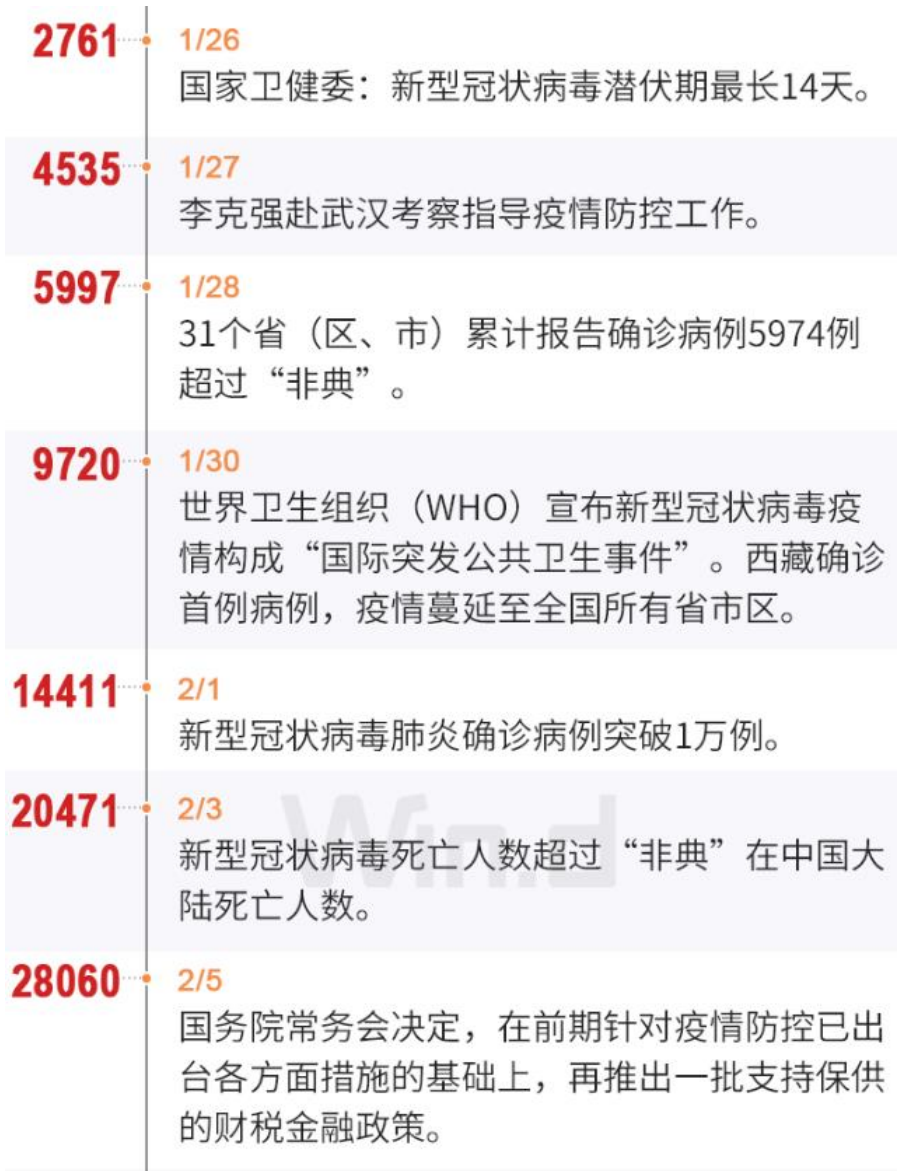 2761 1/26
国家卫健委：新型冠状病毒潜伏期最长14天。
4535 1/27
李克强赴武汉考察指导疫情防控工作。
5997 1/28
31个省（区、市）累计报告确诊病例5974例
超过“非典”。
9720 1/30
世界卫生组织（WHO）宣布新型冠状病毒疫
情构成“国际突发公共卫生事件”。西藏确诊
首例病例，疫情蔓延至全国所有省市区。
14411 2/1
新型冠状病毒肺炎确诊病例突破1万例。
20471 2/3
Win.d
新型冠状病毒死亡人数超过“非典”在中国大
陆死亡人数。
28060 2/5
国务院常务会决定，在前期针对疫情防控已出
台各方面措施的基础上，再推出一批支持保供
的财税金融政策。